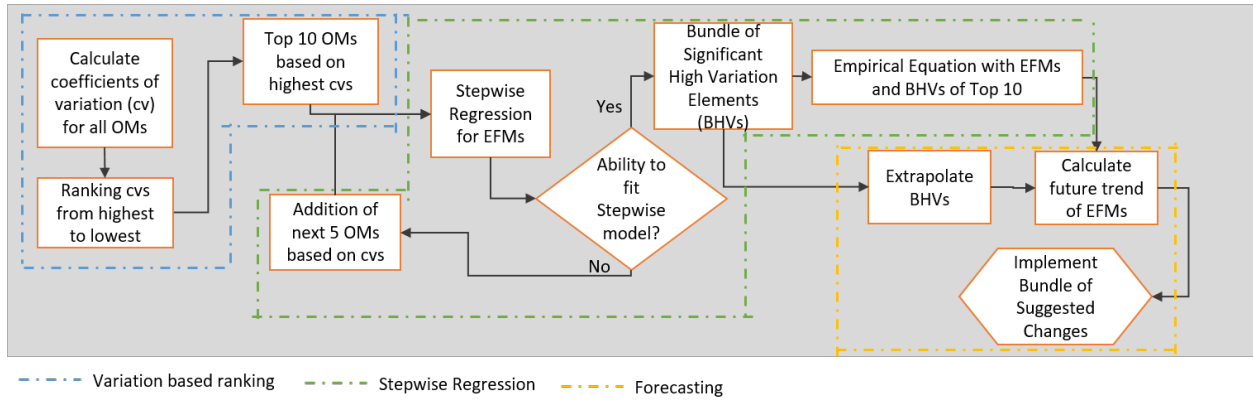 Calculate
coefficients of
variation (cv)
for all OMs
Ranking cvs
from highest
to lowest
Top 10 OMs
based on
highest cvs
Addition of
next 5 OMs
based on cvs
Stepwise
Regression
for EFMs
Ability to
fit
Stepwise
model?
Yes
No
Bundle of
Significant
High Variation
Elements
(BHVs)
Empirical Equation with EFMs
and BHVs of Top 10
Extrapolate
BHVs
Calculate
future trend
of EFMs
Implement
Bundle of
Suggested
Changes
Variation based ranking
Stepwise Regression
Forecasting